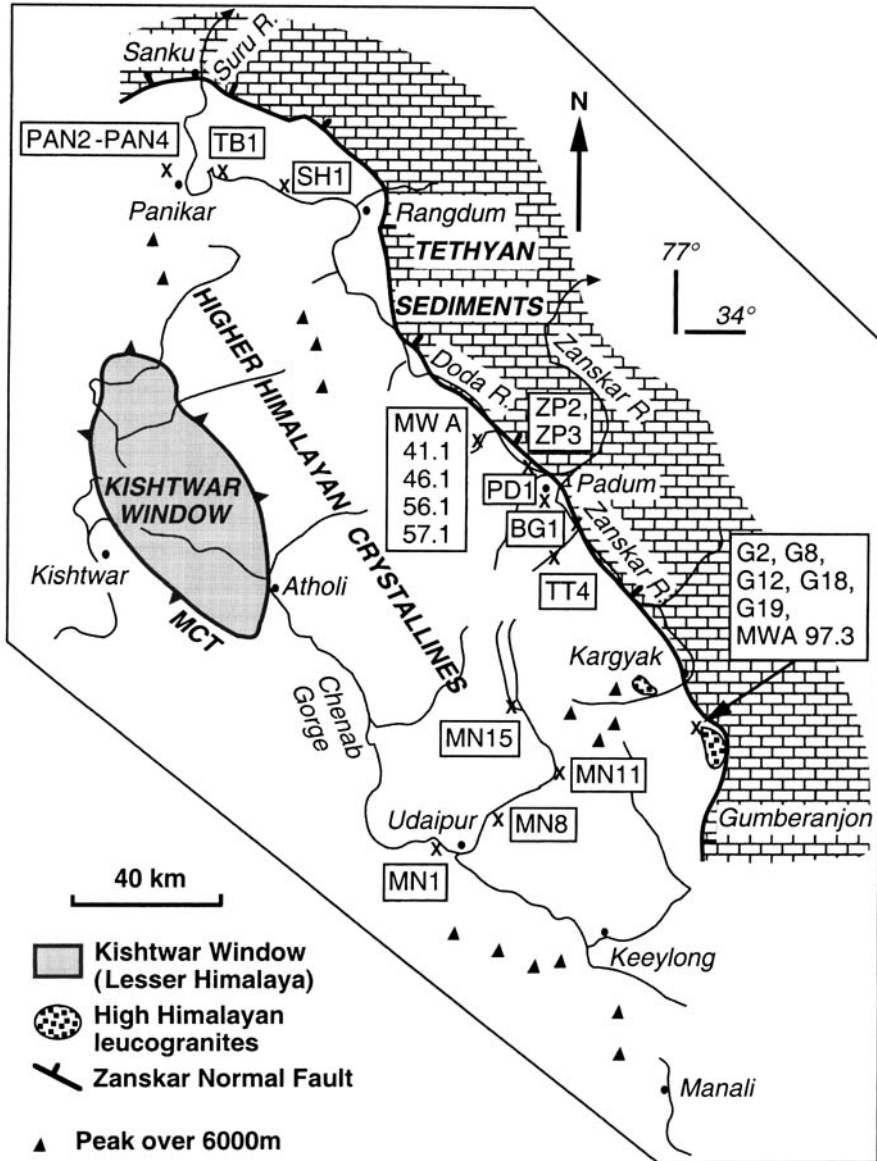 Sanku
Suru R.
N
PAN2-PAN4
TB1
SH1
Panikar
Rangdum
TETHYAN
SEDIMENTS
77°
34°
HIGHER HIMALAYAN CRYSTALLINES
Doda R.
Zanskar R.
MW A
41.1
46.1
56.1
57.1
ZP2,
ZP3
KISHTWAR
WINDOW
PD1
Padum
BG1
Zanskar R.
TT4
G2, G8,
G12, G18,
G19,
MWA 97.3
Kishtwar
Atholi
MCT
Kargyak
Chenab
Gorge
MN15
MN11
Gumberanjon
Udaipur
MN8
MN1
40 km
Keeylong
Kishtwar Window
(Lesser Himalaya)
High Himalayan
leucogranites
Zanskar Normal Fault
Manali
Peak over 6000m